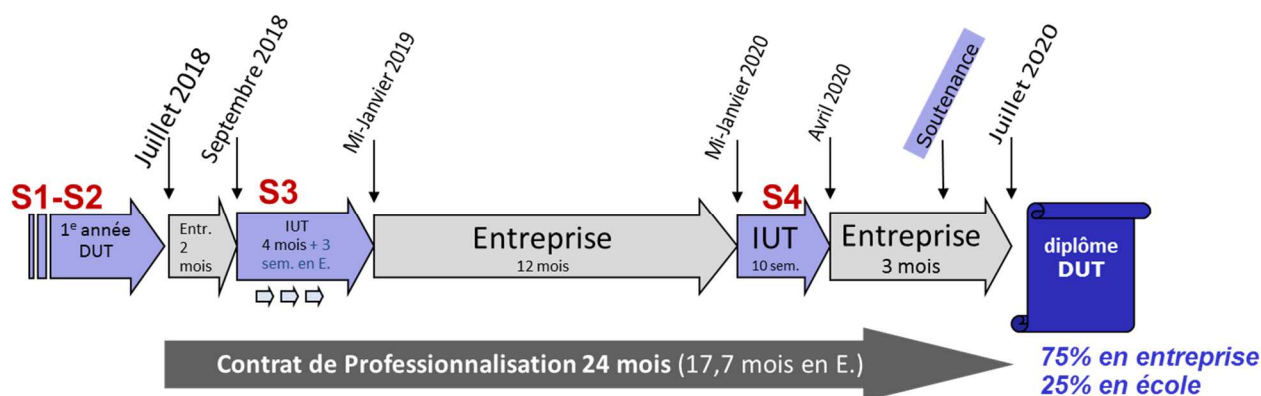 Juillet 2018
Septembre 2018
Mi-Janvier 2019
Mi-Janvier 2020
Avril 2020
Soutenance
Juillet 2020
S1-S2
S3
S4
1e année
DUT
Entr.
2
mois
IUT
4 mois + 3
sem. en E.
Entreprise
12 mois
IUT
10 sem.
Entreprise
3 mois
diplôme
DUT
Contrat de Professionnalisation 24 mois (17,7 mois en E.)
75% en entreprise
25% en école